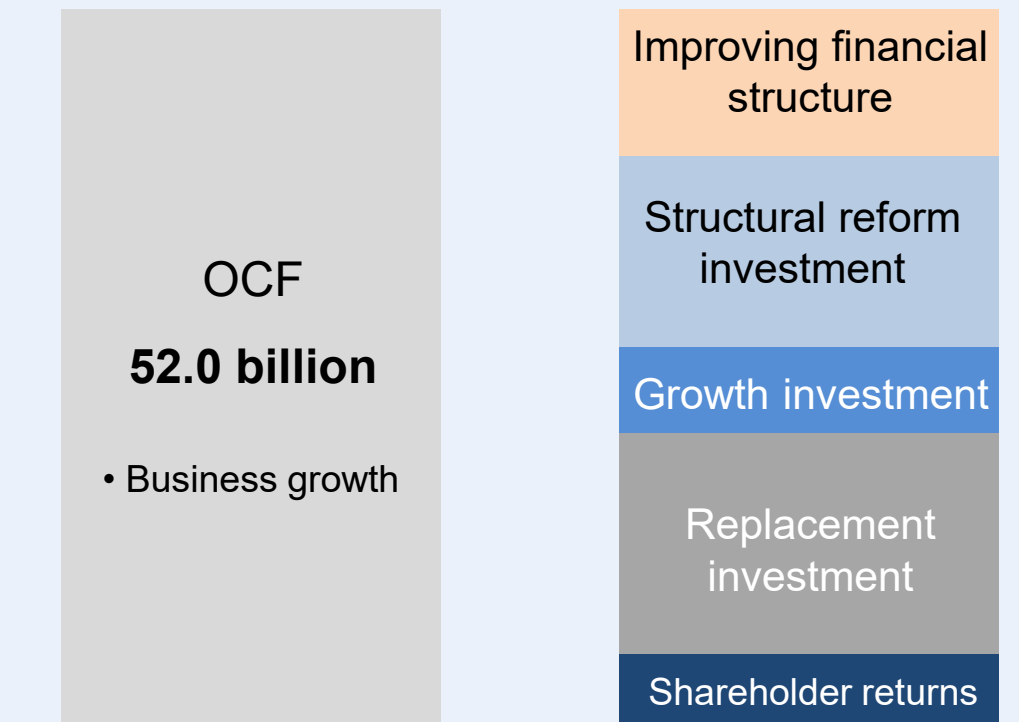 OCF
52.0 billion
• Business growth
Improving financial
structure
Structural reform
investment
Growth investment
Replacement
investment
Shareholder returns